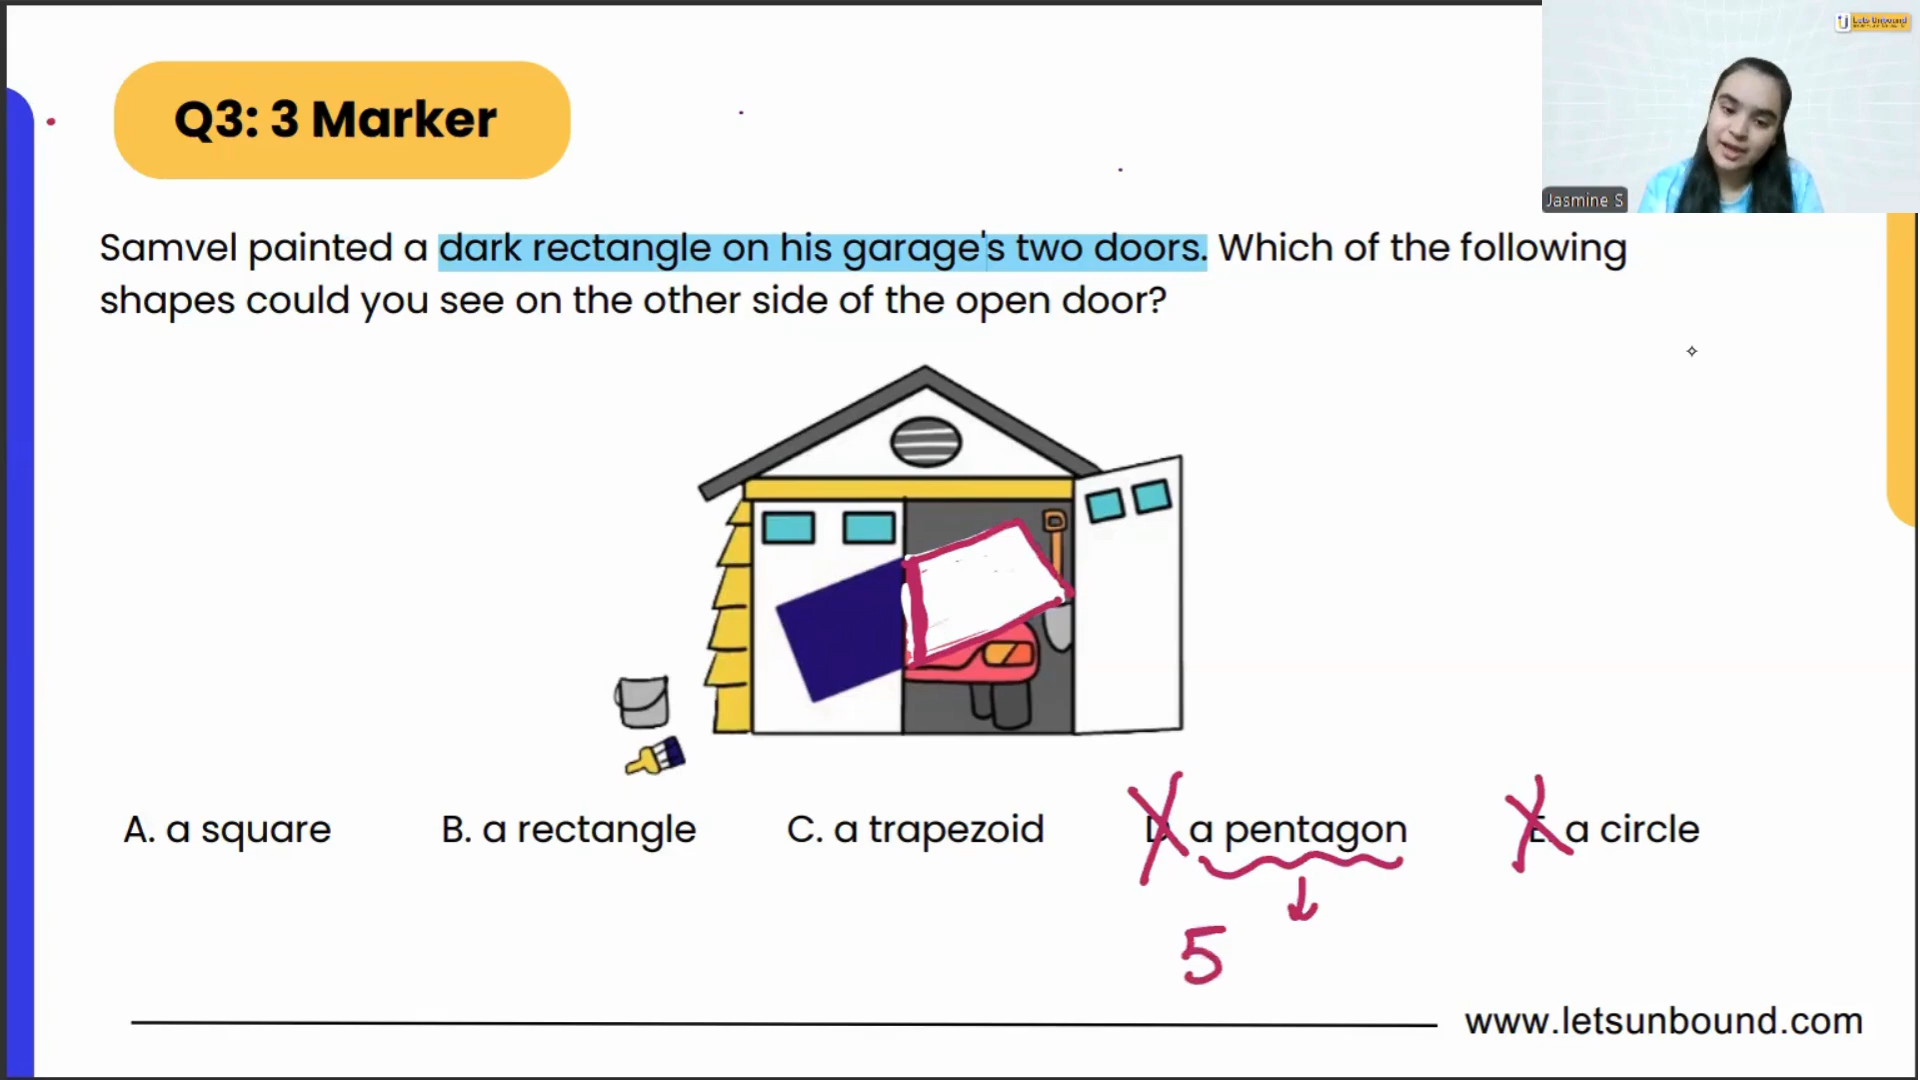 Lets Unbound
Q3: 3 Marker
Jasmine S
Samvel painted a dark rectangle on his garage's two doors. Which of the following
shapes could you see on the other side of the open door?
A. a square B. a rectangle C. a trapezoid D. a pentagon E. a circle
5
www.letsunbound.com